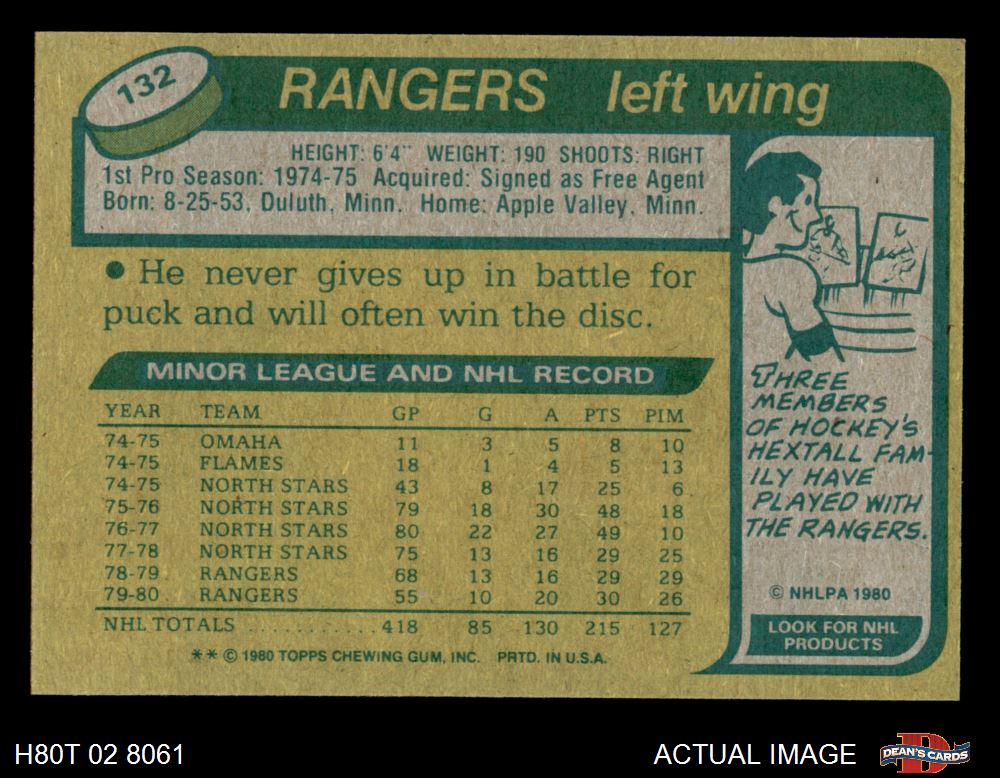 132
RANGERS left wing
HEIGHT: 6'4" WEIGHT: 190 SHOOTS: RIGHT
1st Pro Season: 1974-75 Acquired: Signed as Free Agent
Born: 8-25-53, Duluth, Minn. Home: Apple Valley, Minn.
● He never gives up in battle for
puck and will often win the disc.
MINOR LEAGUE AND NHL RECORD
YEAR TEAM GP G A PTS PIM
74-75 OMAHA 11 3 5 8 10
74-75 FLAMES 18 1 4 5 13
74-75 NORTH STARS 43 8 17 25 6
75-76 NORTH STARS 79 18 30 48 18
76-77 NORTH STARS 80 22 27 49 10
77-78 NORTH STARS 75 13 16 29 25
78-79 RANGERS 68 13 16 29 29
79-80 RANGERS 55 10 20 30 26
NHL TOTALS .......... 418 85 130 215 127
** © 1980 TOPPS CHEWING GUM, INC. PRTD. IN U.S.A.
THREE
MEMBERS
OF HOCKEY'S
HEXTALL FAM-
ILY HAVE
PLAYED WITH
THE RANGERS.
© NHLPA 1980
LOOK FOR NHL
PRODUCTS
H80T 02 8061
ACTUAL IMAGE
D
DEAN'S CARDS